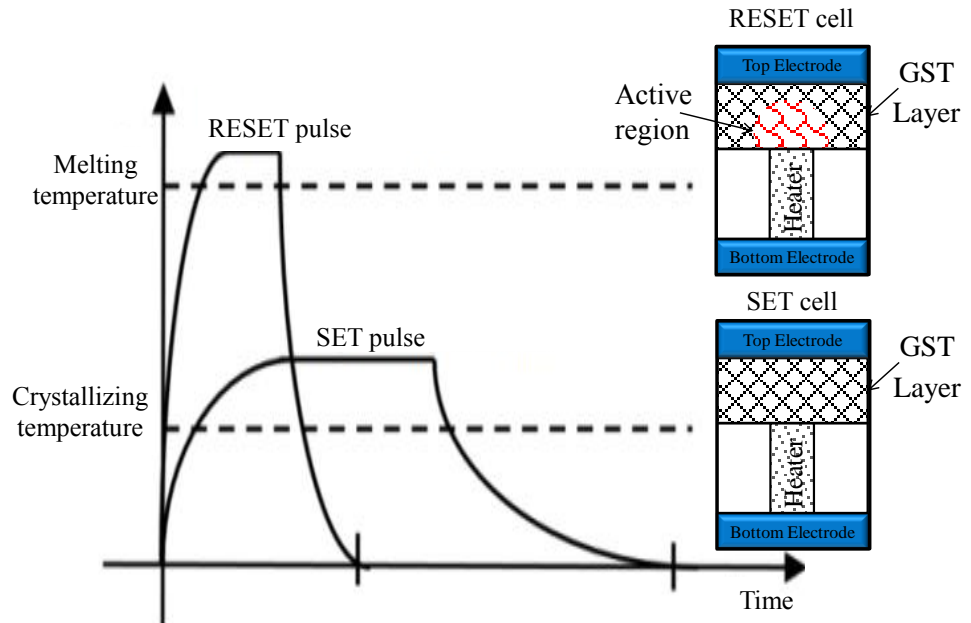 RESET cell
Top Electrode
GST
Layer
Active
region
Heater
Bottom Electrode
RESET pulse
Melting
temperature
SET pulse
Crystallizing
temperature
Time
SET cell
Top Electrode
GST
Layer
Heater
Bottom Electrode